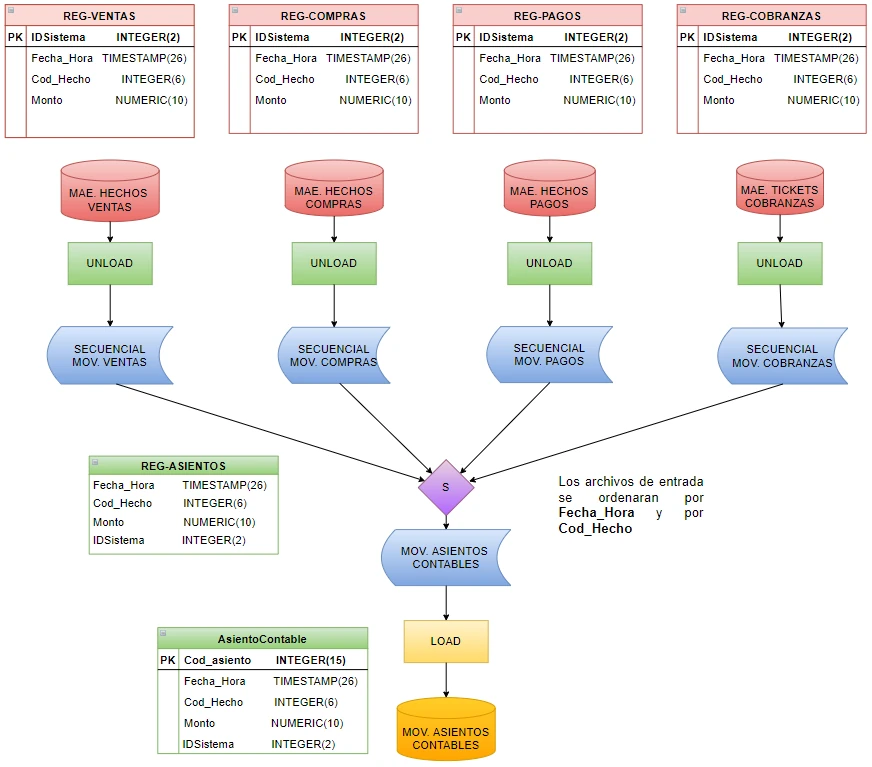 REG-VENTAS
PK IDSistema INTEGER(2)
Fecha_Hora TIMESTAMP(26)
Cod_Hecho INTEGER(6)
Monto NUMERIC(10)
REG-COMPRAS
PK IDSistema INTEGER(2)
Fecha_Hora TIMESTAMP(26)
Cod_Hecho INTEGER(6)
Monto NUMERIC(10)
REG-PAGOS
PK IDSistema INTEGER(2)
Fecha_Hora TIMESTAMP(26)
Cod_Hecho INTEGER(6)
Monto NUMERIC(10)
REG-COBRANZAS
PK IDSistema INTEGER(2)
Fecha_Hora TIMESTAMP(26)
Cod_Hecho INTEGER(6)
Monto NUMERIC(10)
MAE. HECHOS
VENTAS
MAE. HECHOS
COMPRAS
MAE. HECHOS
PAGOS
MAE. TICKETS
COBRANZAS
UNLOAD
UNLOAD
UNLOAD
UNLOAD
SECUENCIAL
MOV. VENTAS
SECUENCIAL
MOV. COMPRAS
SECUENCIAL
MOV. PAGOS
SECUENCIAL
MOV. COBRANZAS
REG-ASIENTOS
Fecha_Hora TIMESTAMP(26)
Cod_Hecho INTEGER(6)
Monto NUMERIC(10)
IDSistema INTEGER(2)
S
Los archivos de entrada
se ordenaran por
Fecha_Hora y por
Cod_Hecho
MOV. ASIENTOS
CONTABLES
LOAD
AsientoContable
PK Cod_asiento INTEGER(15)
Fecha_Hora TIMESTAMP(26)
Cod_Hecho INTEGER(6)
Monto NUMERIC(10)
IDSistema INTEGER(2)
MOV. ASIENTOS
CONTABLES